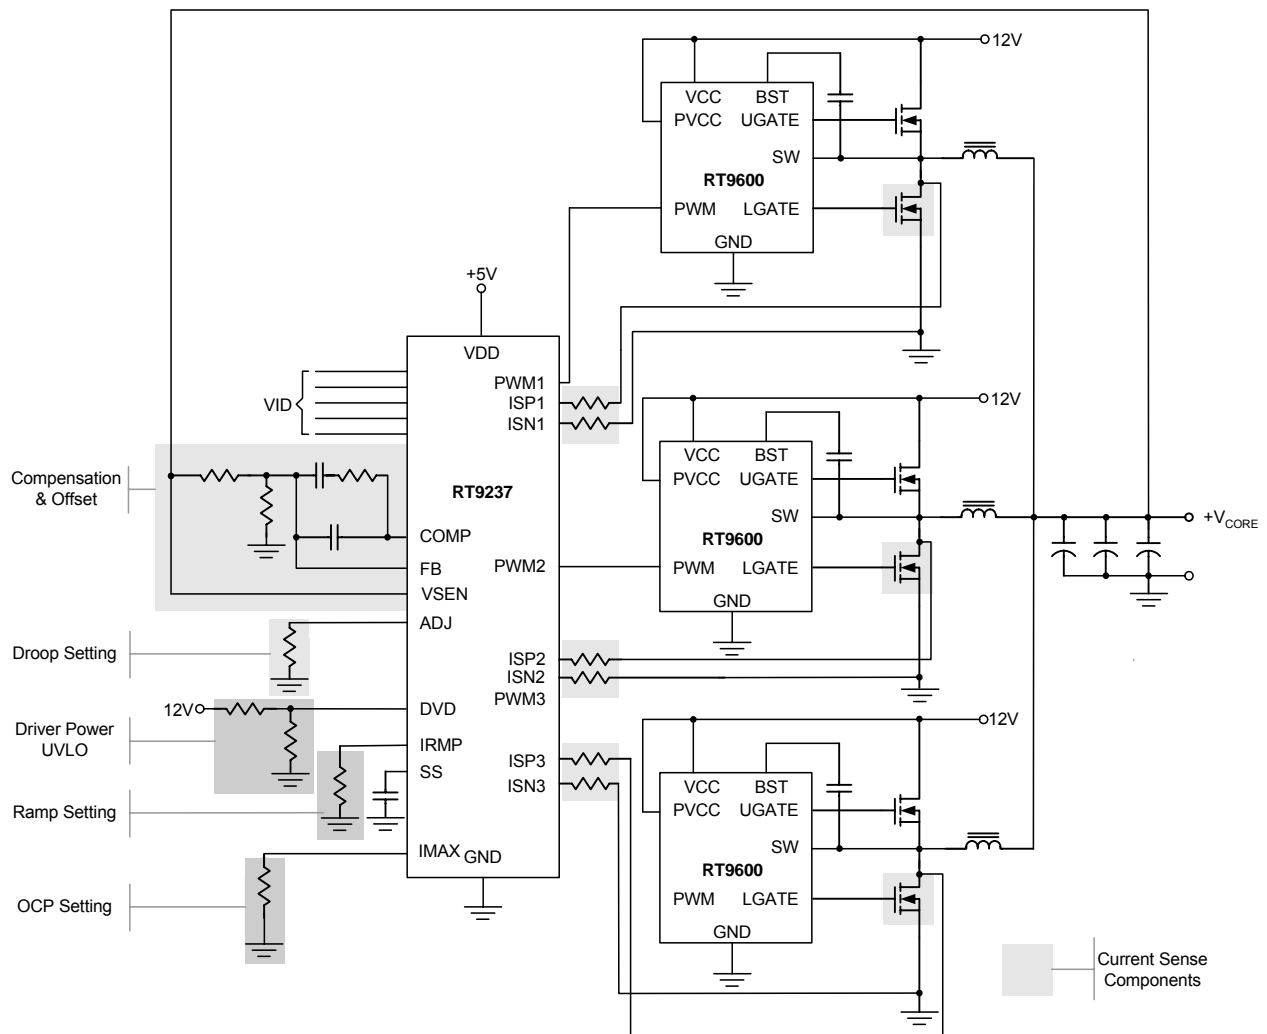 12V
VCC BST
PVCC UGATE
SW
RT9600
PWM LGATE
GND
+5V
VDD
VID
PWM1
ISP1
ISN1
Compensation
& Offset
RT9237
COMP
FB
VSEN
ADJ
PWM2
12V
VCC BST
PVCC UGATE
SW
RT9600
PWM LGATE
GND
+VCORE
Droop Setting
ISP2
ISN2
PWM3
12V
DVD
Driver Power
UVLO
IRMP
SS
ISP3
ISN3
Ramp Setting
IMAX
GND
OCP Setting
12V
VCC BST
PVCC UGATE
SW
RT9600
PWM LGATE
GND
Current Sense
Components